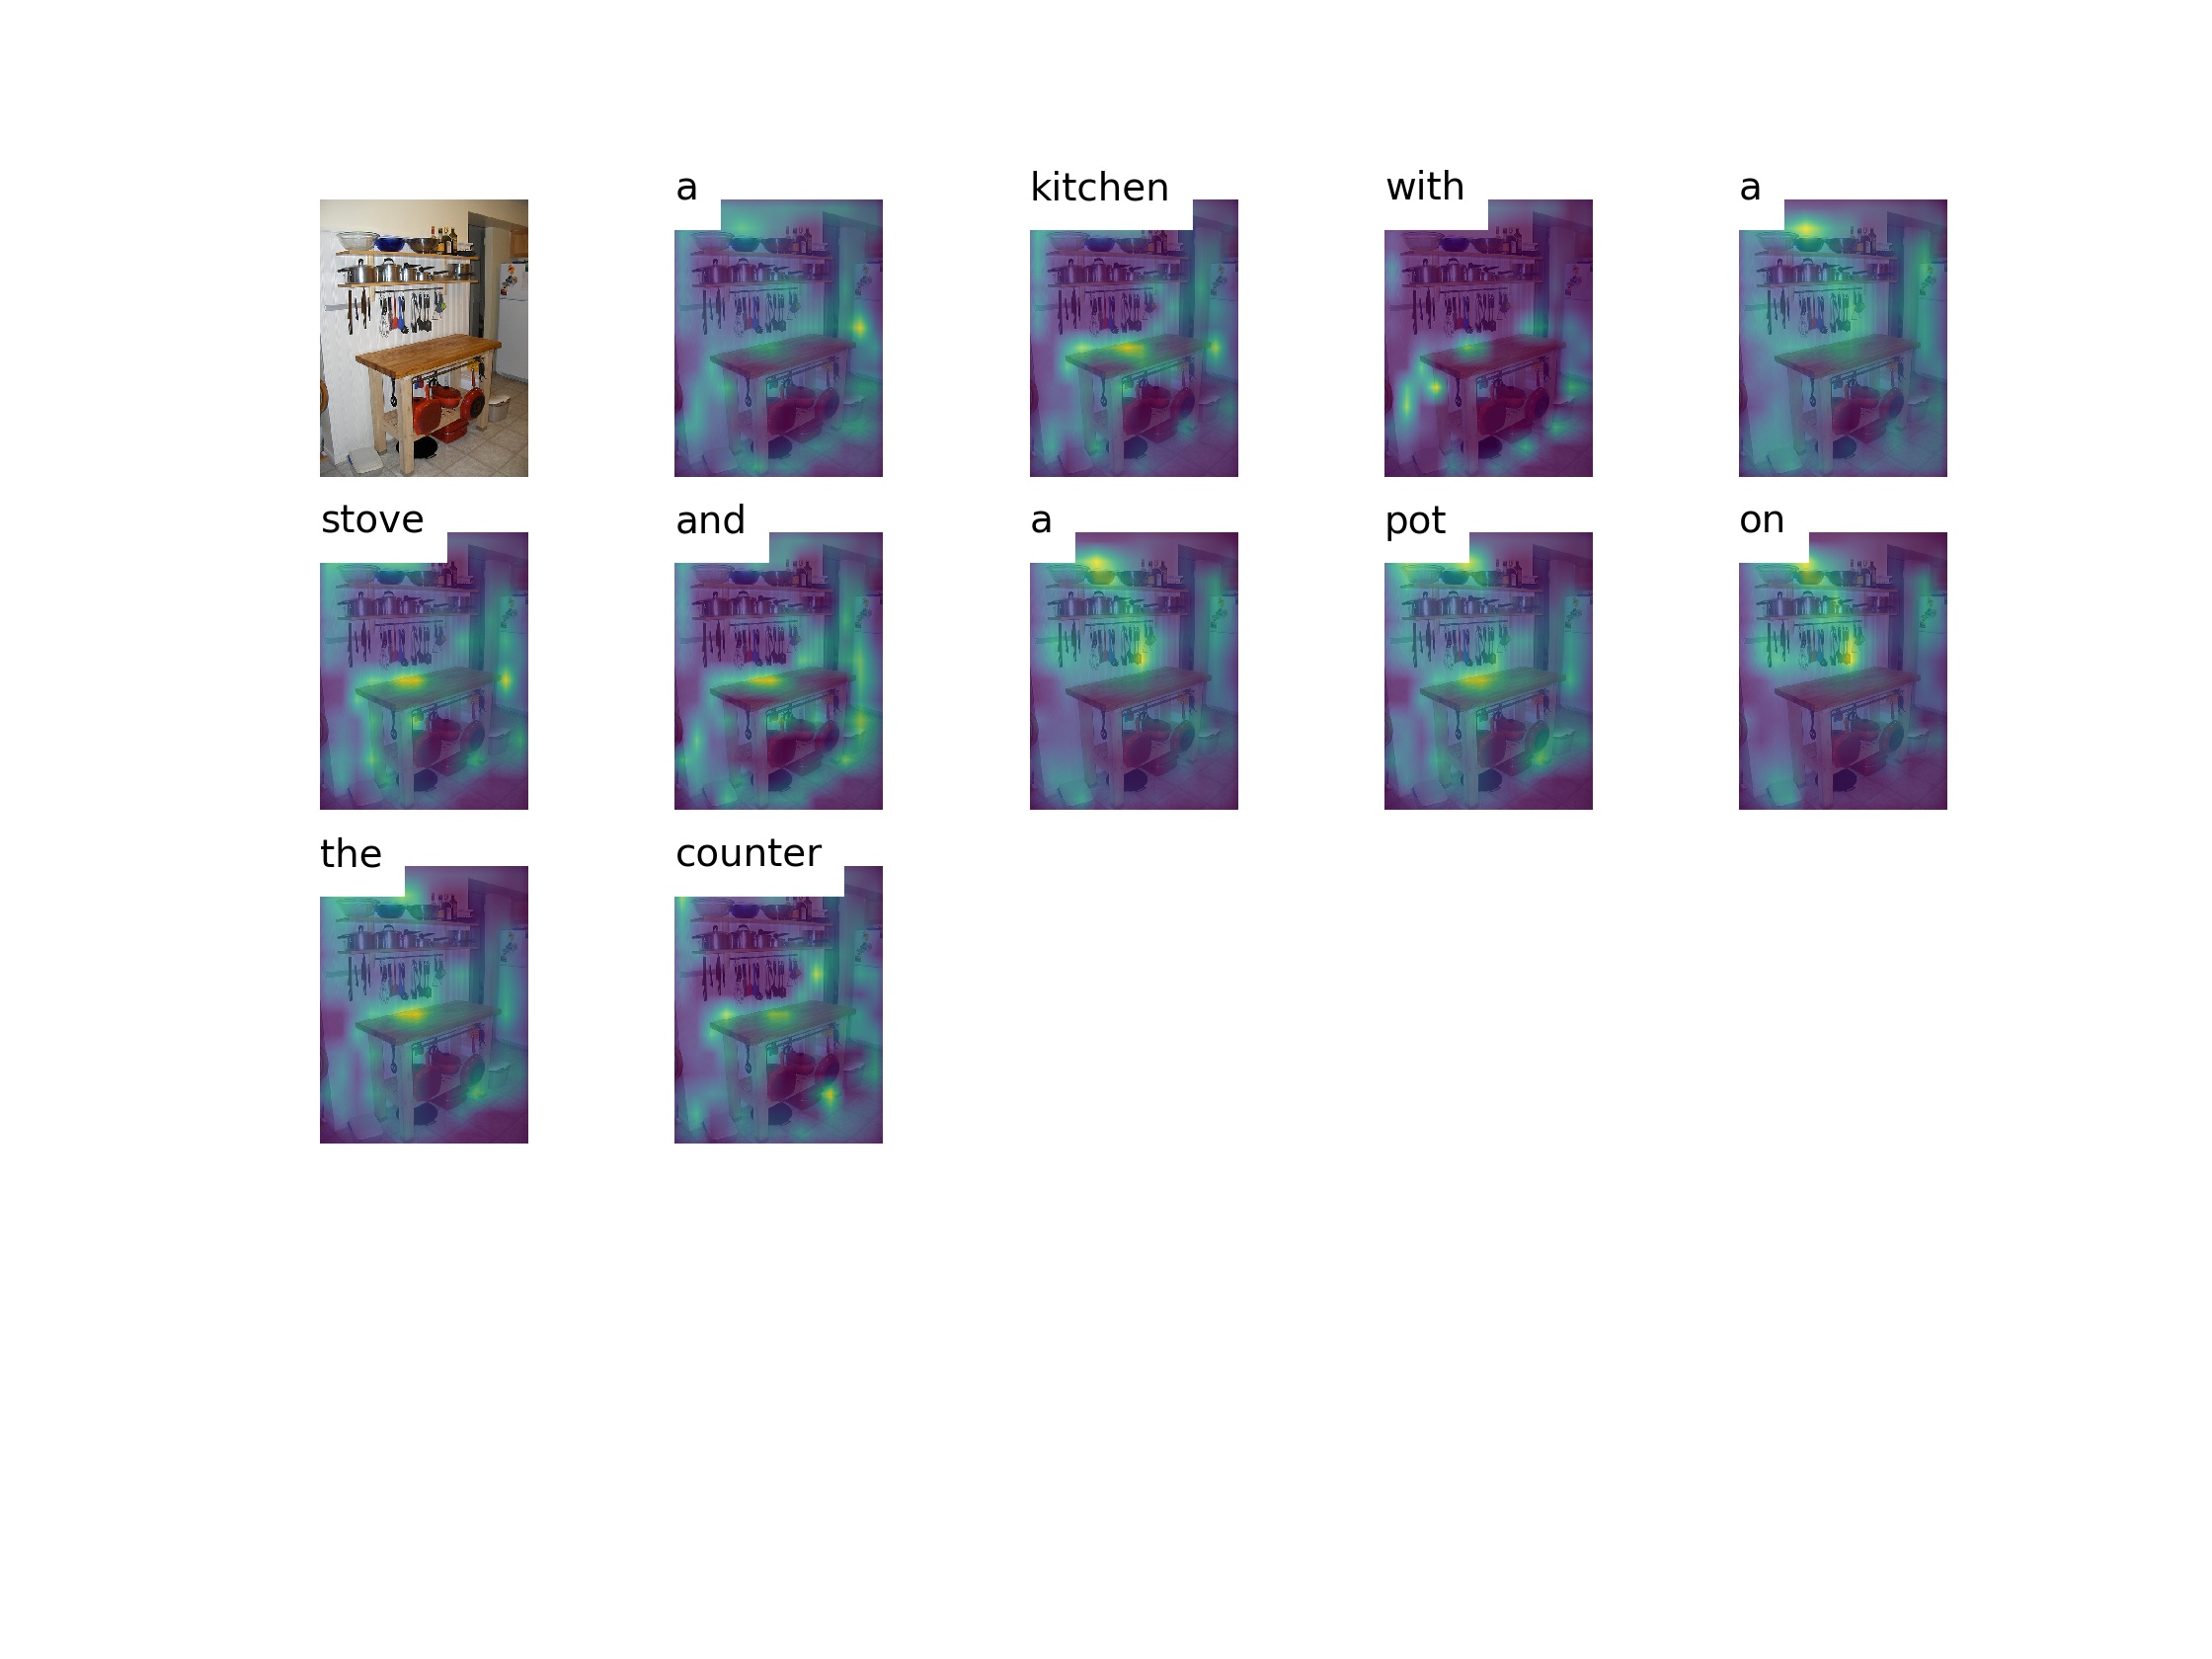 a kitchen with a
stove and a pot on
the counter